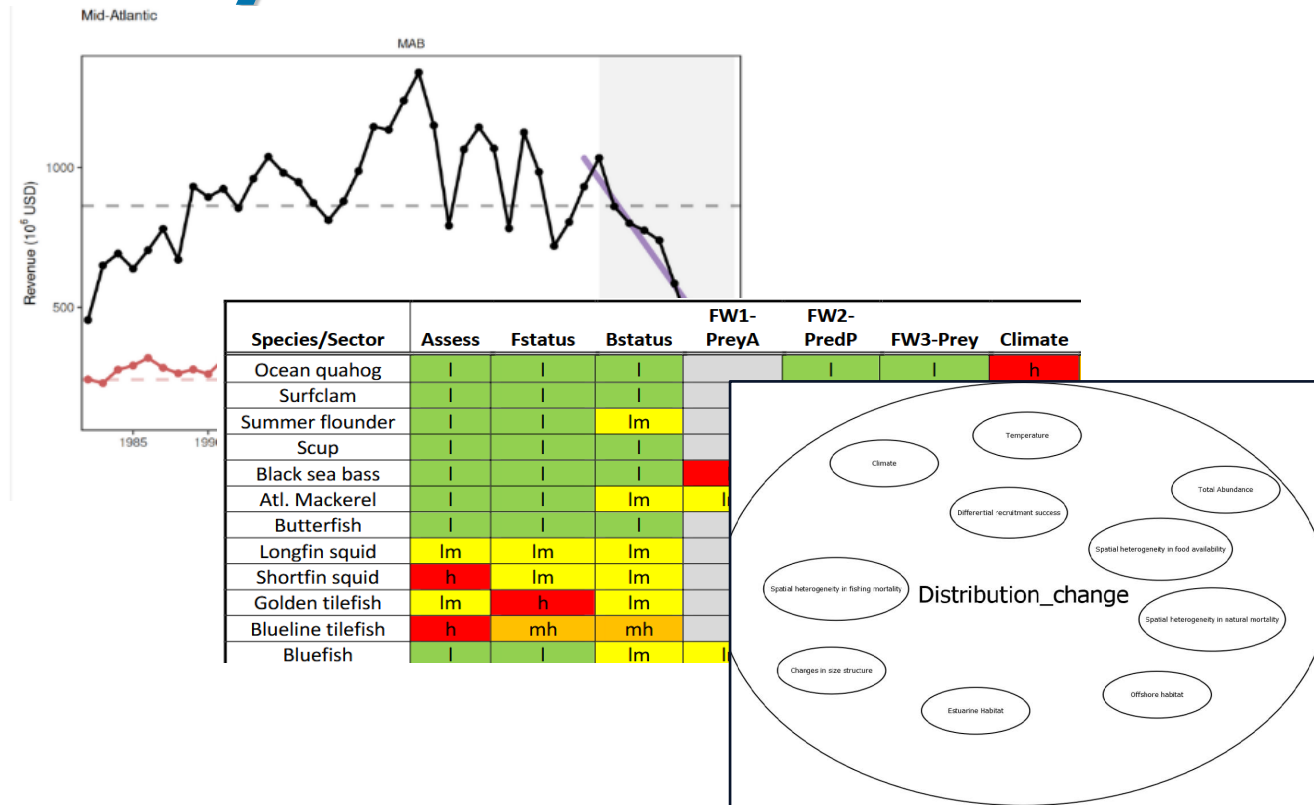 Mid-Atlantic
MAB
Revenue (10⁶ USD)
1000
500
1985
Species/Sector Assess Fstatus Bstatus FW1-PreyA FW2-PredP FW3-Prey Climate
Ocean quahog l l l l l h
Surfclam l l l
Summer flounder l l lm
Scup l l l
Black sea bass l l l
Atl. Mackerel l l lm
Butterfish l l l
Longfin squid lm lm lm
Shortfin squid h lm lm
Golden tilefish lm h lm
Blueline tilefish h mh mh
Bluefish l l lm
Temperature
Climate
Total Abundance
Differential recruitment success
Spatial heterogeneity in food availability
Spatial heterogeneity in fishing mortality
Distribution_change
Spatial heterogeneity in natural mortality
Changes in size structure
Offshore habitat
Estuarine Habitat